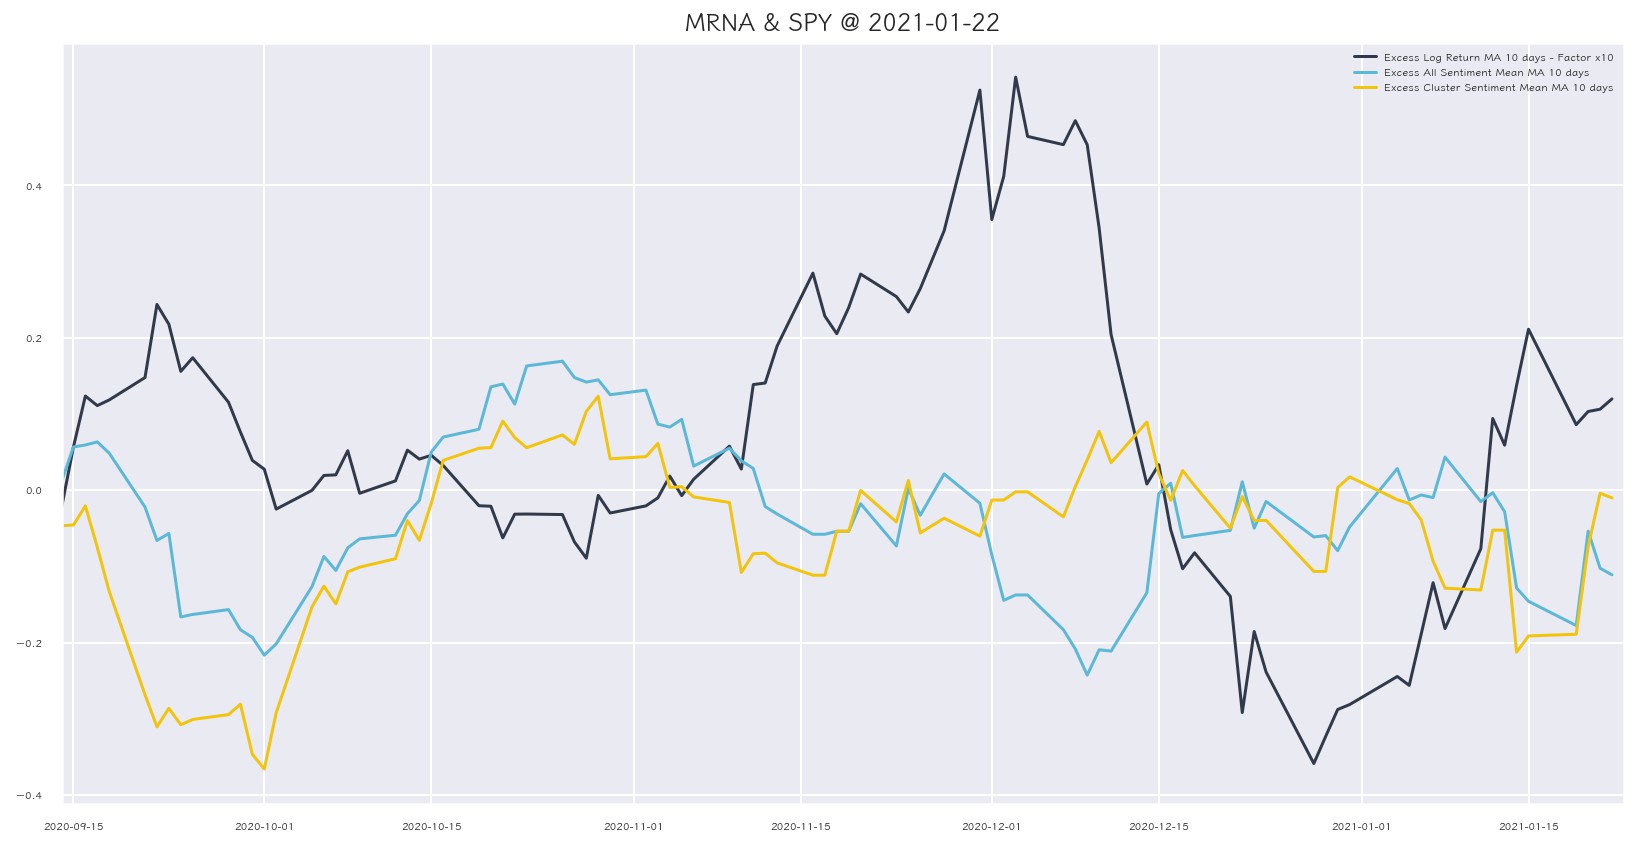 MRNA & SPY @ 2021-01-22
Excess Log Return MA 10 days - Factor x10
Excess All Sentiment Mean MA 10 days
Excess Cluster Sentiment Mean MA 10 days
0.4
0.2
0.0
−0.2
−0.4
2020-09-15 2020-10-01 2020-10-15 2020-11-01 2020-11-15 2020-12-01 2020-12-15 2021-01-01 2021-01-15